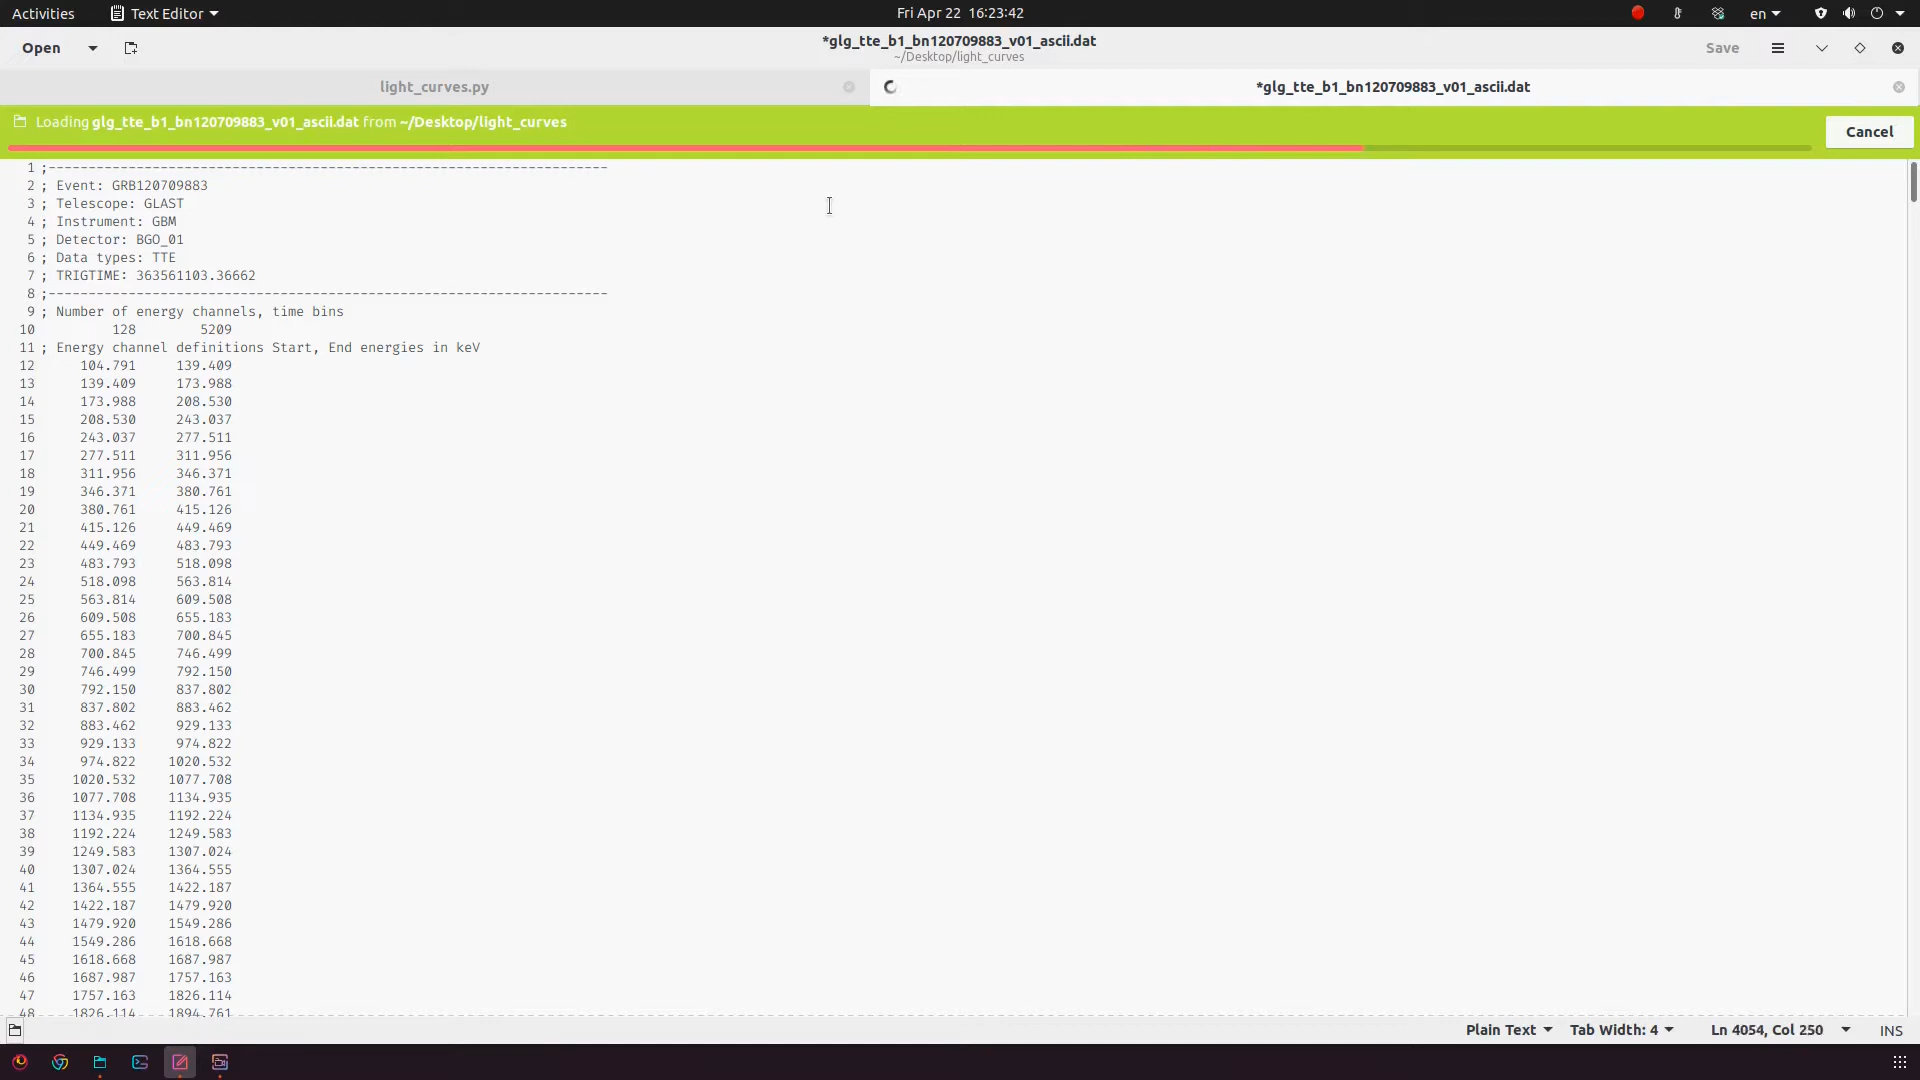 Activities Text Editor Fri Apr 22 16:23:42 en
Open *glg_tte_b1_bn120709883_v01_ascii.dat Save
~/Desktop/light_curves
light_curves.py *glg_tte_b1_bn120709883_v01_ascii.dat
Loading glg_tte_b1_bn120709883_v01_ascii.dat from ~/Desktop/light_curves Cancel
1 ;----------------------------------------------------------------------
2 ; Event: GRB120709883
3 ; Telescope: GLAST
4 ; Instrument: GBM
5 ; Detector: BGO_01
6 ; Data types: TTE
7 ; TRIGTIME: 363561103.36662
8 ;----------------------------------------------------------------------
9 ; Number of energy channels, time bins
10 128 5209
11 ; Energy channel definitions Start, End energies in keV
12 104.791 139.409
13 139.409 173.988
14 173.988 208.530
15 208.530 243.037
16 243.037 277.511
17 277.511 311.956
18 311.956 346.371
19 346.371 380.761
20 380.761 415.126
21 415.126 449.469
22 449.469 483.793
23 483.793 518.098
24 518.098 563.814
25 563.814 609.508
26 609.508 655.183
27 655.183 700.845
28 700.845 746.499
29 746.499 792.150
30 792.150 837.802
31 837.802 883.462
32 883.462 929.133
33 929.133 974.822
34 974.822 1020.532
35 1020.532 1077.708
36 1077.708 1134.935
37 1134.935 1192.224
38 1192.224 1249.583
39 1249.583 1307.024
40 1307.024 1364.555
41 1364.555 1422.187
42 1422.187 1479.920
43 1479.920 1549.286
44 1549.286 1618.668
45 1618.668 1687.987
46 1687.987 1757.163
47 1757.163 1826.114
48 1826.114 1894.761
Plain Text Tab Width: 4 Ln 4054, Col 250 INS